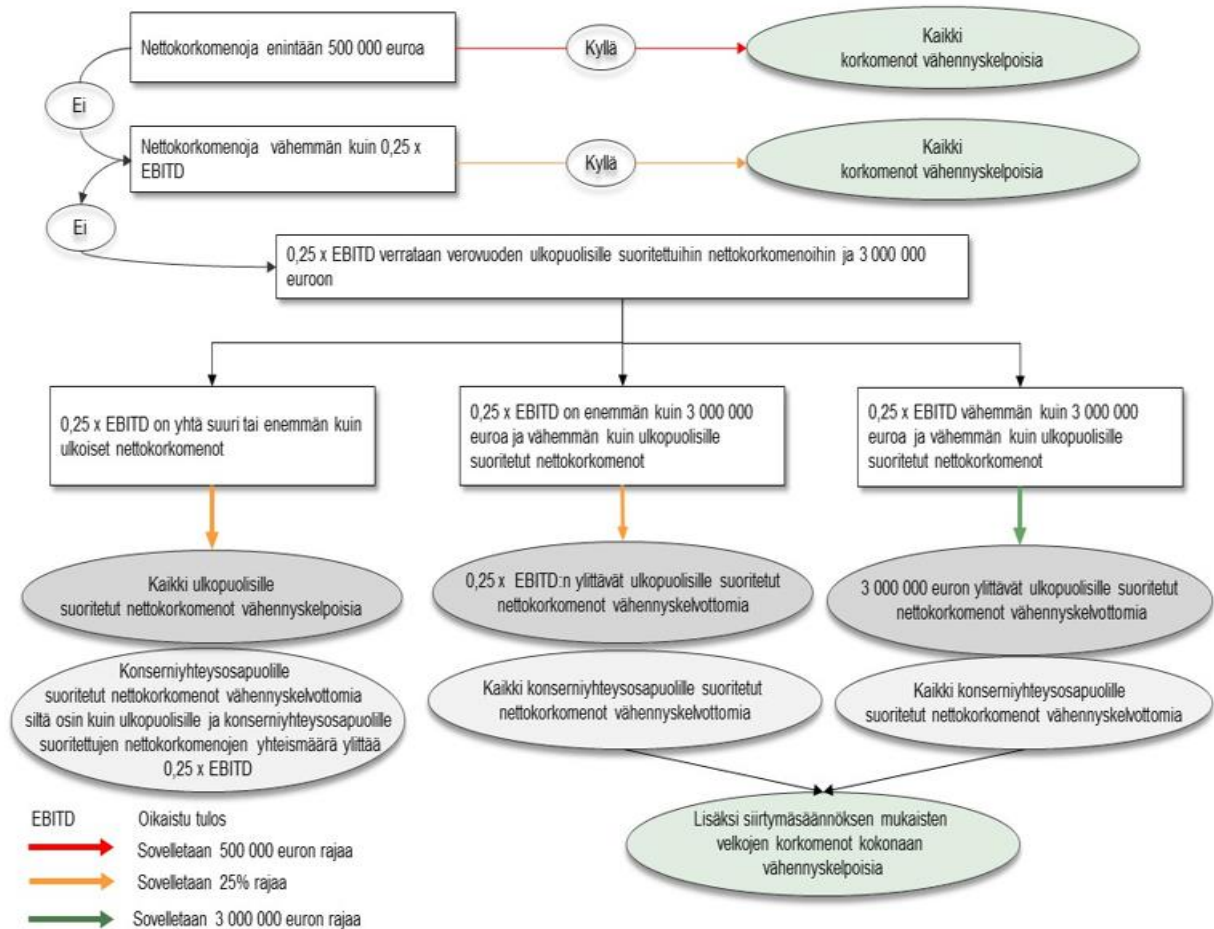 Nettokorkomenoja enintään 500 000 euroa
Kyllä
Kaikki
korkomenot vähennyskelpoisia
Ei
Nettokorkomenoja vähemmän kuin 0,25 x
EBITD
Kyllä
Kaikki
korkomenot vähennyskelpoisia
Ei
0,25 x EBITD verrataan verovuoden ulkopuolisille suoritettuihin nettokorkomenoihin ja 3 000 000
euroon
0,25 x EBITD on yhtä suuri tai enemmän kuin
ulkoiset nettokorkomenot
0,25 x EBITD on enemmän kuin 3 000 000
euroa ja vähemmän kuin ulkopuolisille
suoritetut nettokorkomenot
0,25 x EBITD vähemmän kuin 3 000 000
euroa ja vähemmän kuin ulkopuolisille
suoritetut nettokorkomenot
Kaikki ulkopuolisille
suoritetut nettokorkomenot vähennyskelpoisia
0,25 x EBITD:n ylittävät ulkopuolisille suoritetut
nettokorkomenot vähennyskelvottomia
3 000 000 euron ylittävät ulkopuolisille suoritetut
nettokorkomenot vähennyskelvottomia
Konserniyhteysosapuolille
suoritetut nettokorkomenot vähennyskelvottomia
siltä osin kuin ulkopuolisille ja konserniyhteysosapuolille
suoritettujen nettokorkomenojen yhteismäärä ylittää
0,25 x EBITD
Kaikki konserniyhteysosapuolille suoritetut
nettokorkomenot vähennyskelvottomia
Kaikki konserniyhteysosapuolille
suoritetut nettokorkomenot vähennyskelvottomia
Lisäksi siirtymäsäännöksen mukaisten
velkojen korkomenot kokonaan
vähennyskelpoisia
EBITD Oikaistu tulos
Sovelletaan 500 000 euron rajaa
Sovelletaan 25% rajaa
Sovelletaan 3 000 000 euron rajaa